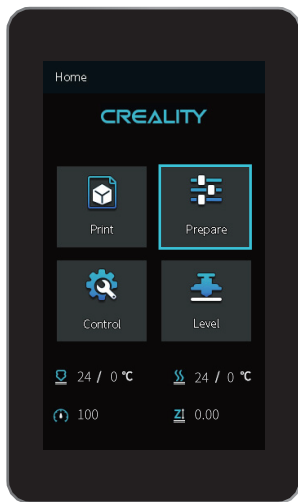 Home
CREALITY
Print Prepare
Control Level
24 / 0 °C 24 / 0 °C
100 Z 0.00